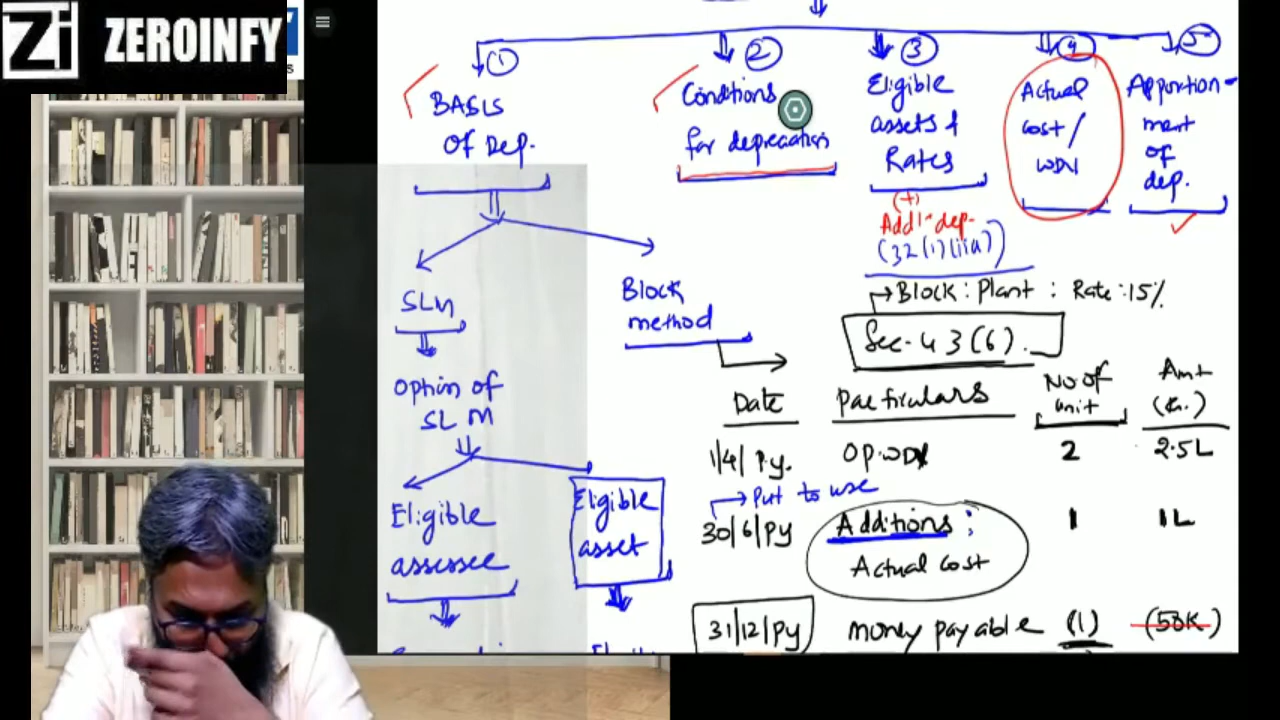 Zi ZEROINFY
① ② ③ ④ ⑤
BASIS
Of Dep.
Conditions
for depreciation
Eligible
assets &
Rates
(+)
Addl. dep.
(32(1)(iia))
Actual
cost/
WDV
Apportion-
ment
of
dep.
SLM
Block
method
Option of
SLM
Eligible
assessee
Eligible
asset
→Block: Plant : Rate: 15%
Sec. 43(6).
Date Particulars No of unit Amt
1/4/P.y. Op. WDV 2 2.5L
→ Put to use
30/6/PY Additions: 1 1L
Actual cost
31/12/PY money payable (1) (50K)